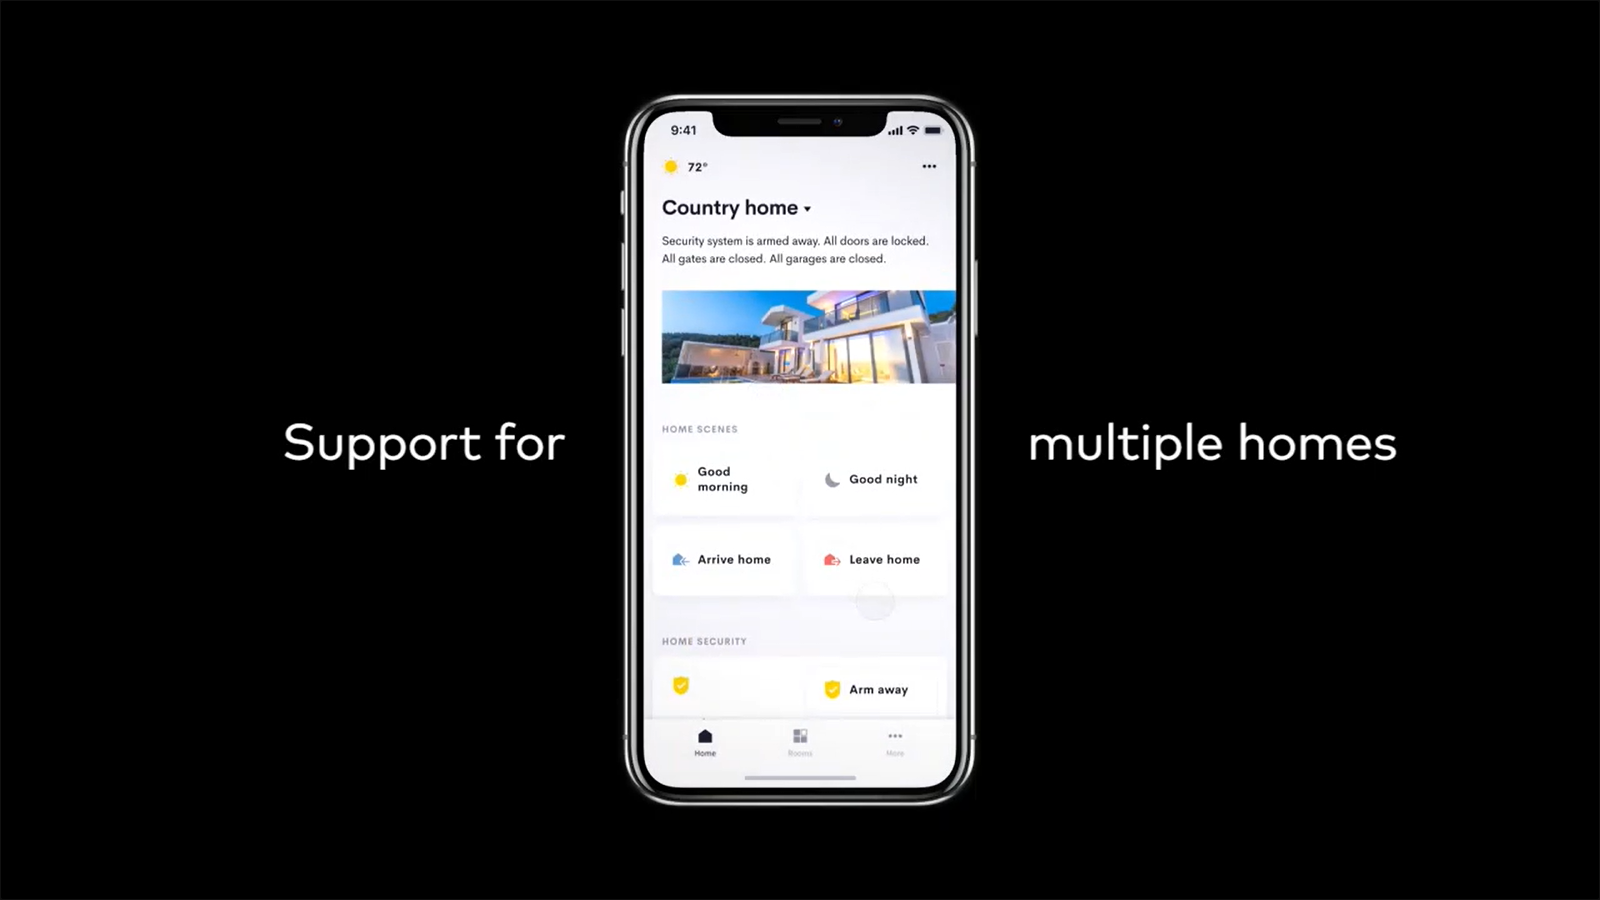 9:41
72°
Country home
Security system is armed away. All doors are locked.
All gates are closed. All garages are closed.
Support for
multiple homes
HOME SCENES
Good
morning
Good night
Arrive home
Leave home
HOME SECURITY
Arm away
Home
Rooms
More